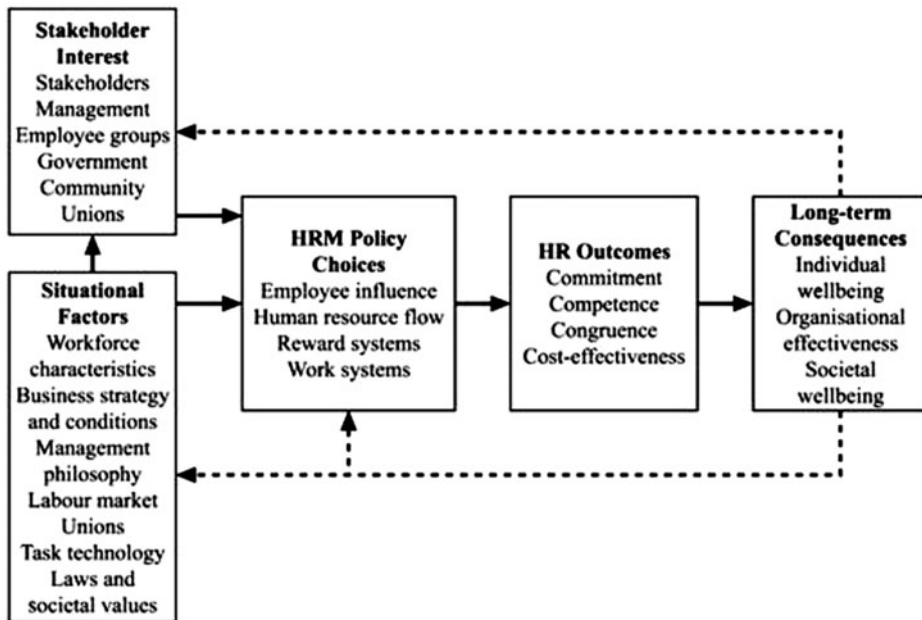 Stakeholder
Interest
Stakeholders
Management
Employee groups
Government
Community
Unions
Situational
Factors
Workforce
characteristics
Business strategy
and conditions
Management
philosophy
Labour market
Unions
Task technology
Laws and
societal values
HRM Policy
Choices
Employee influence
Human resource flow
Reward systems
Work systems
HR Outcomes
Commitment
Competence
Congruence
Cost-effectiveness
Long-term
Consequences
Individual
wellbeing
Organisational
effectiveness
Societal
wellbeing